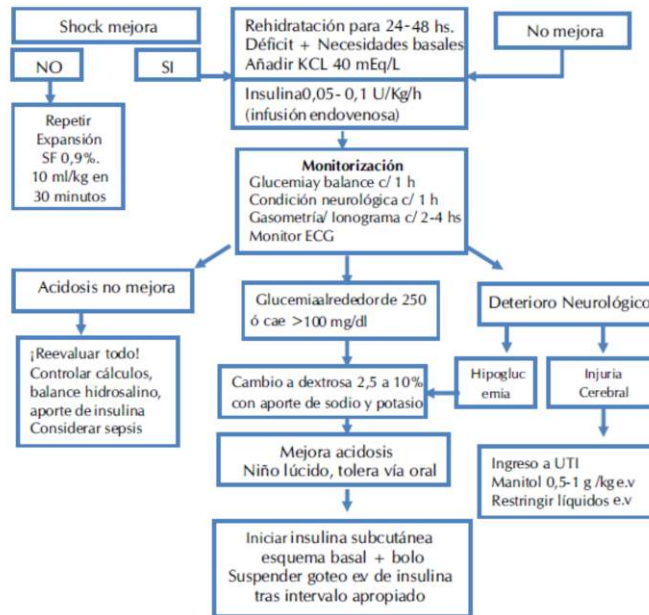 Shock mejora
NO
SI
Repetir
Expansión
SF 0,9%.
10 ml/kg en
30 minutos
Rehidratación para 24-48 hs.
Déficit + Necesidades basales
Añadir KCL 40 mEq/L
Insulina0,05- 0,1 U/Kg/h
(infusión endovenosa)
No mejora
Monitorización
Glucemiay balance c/ 1 h
Condición neurológica c/ 1 h
Gasometría/ Ionograma c/ 2-4 hs
Monitor ECG
Acidosis no mejora
¡Reevaluar todo!
Controlar cálculos,
balance hidrosalino,
aporte de insulina
Considerar sepsis
Glucemiaalrededor de 250
ó cae >100 mg/dl
Cambio a dextrosa 2,5 a 10%
con aporte de sodio y potasio
Mejora acidosis
Niño lúcido, tolera vía oral
Iniciar insulina subcutánea
esquema basal + bolo
Suspender goteo ev de insulina
tras intervalo apropiado
Deterioro Neurológico
Hipogluc
emia
Injuria
Cerebral
Ingreso a UTI
Manitol 0,5-1 g /kg e.v
Restringir líquidos e.v